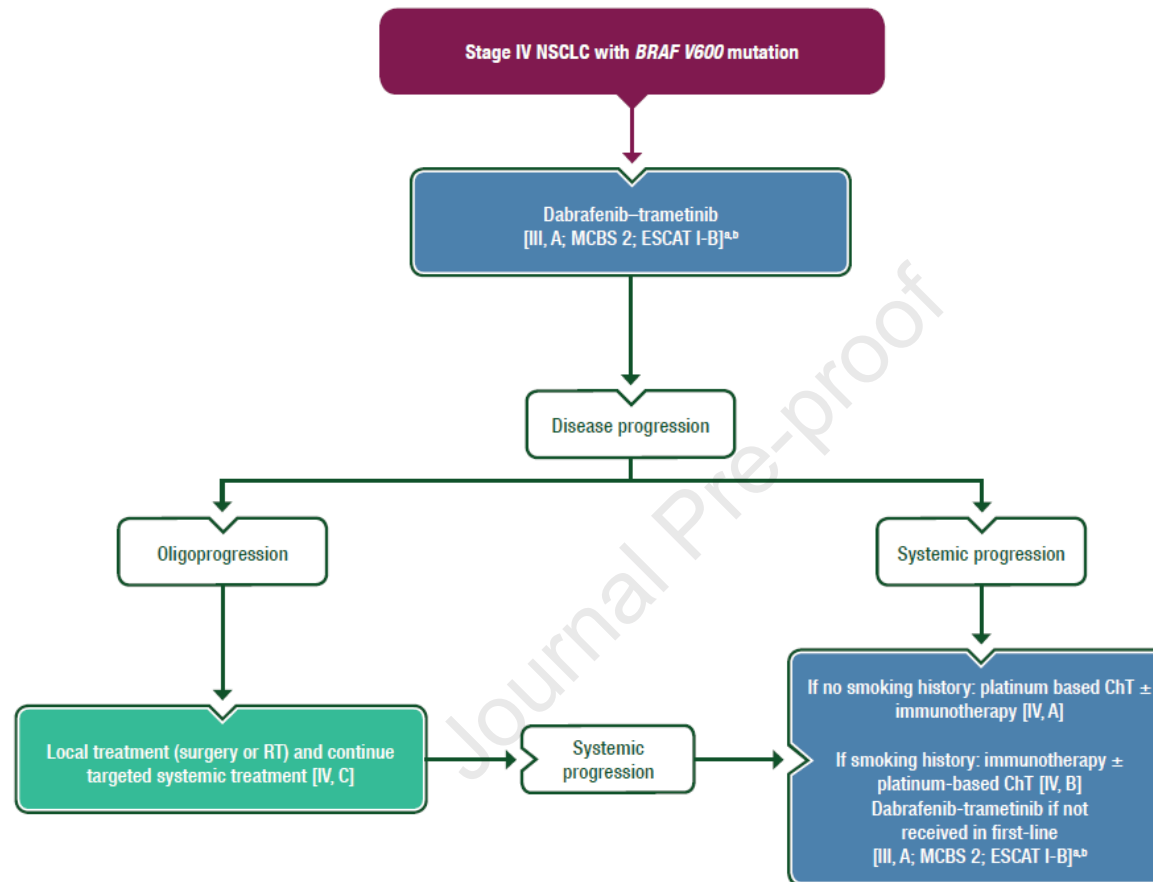 Stage IV NSCLC with BRAF V600 mutation
Dabrafenib–trametinib
[III, A; MCBS 2; ESCAT I-B]a,b
Disease progression
Oligoprogression
Systemic progression
Local treatment (surgery or RT) and continue
targeted systemic treatment [IV, C]
Systemic
progression
If no smoking history: platinum based ChT ±
immunotherapy [IV, A]
If smoking history: immunotherapy ±
platinum-based ChT [IV, B]
Dabrafenib-trametinib if not
received in first-line
[III, A; MCBS 2; ESCAT I-B]a,b
Journal Pre-proof